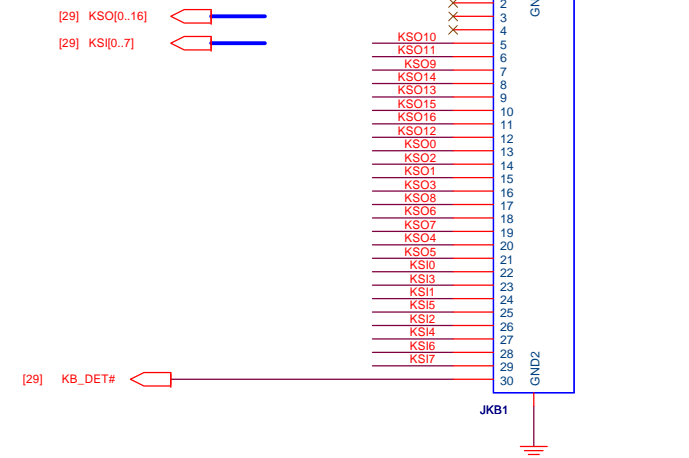 2
GN
[29] KSO[0..16]
3
[29] KSI[0..7]
4
KSO10 5
KSO11 6
KSO9 7
KSO14 8
KSO13 9
KSO15 10
KSO16 11
KSO12 12
KSO0 13
KSO2 14
KSO1 15
KSO3 16
KSO8 17
KSO6 18
KSO7 19
KSO4 20
KSO5 21
KSI0 22
KSI3 23
KSI1 24
KSI5 25
KSI2 26
KSI4 27
KSI6 28
KSI7 29
GND2
[29] KB_DET# 30
JKB1